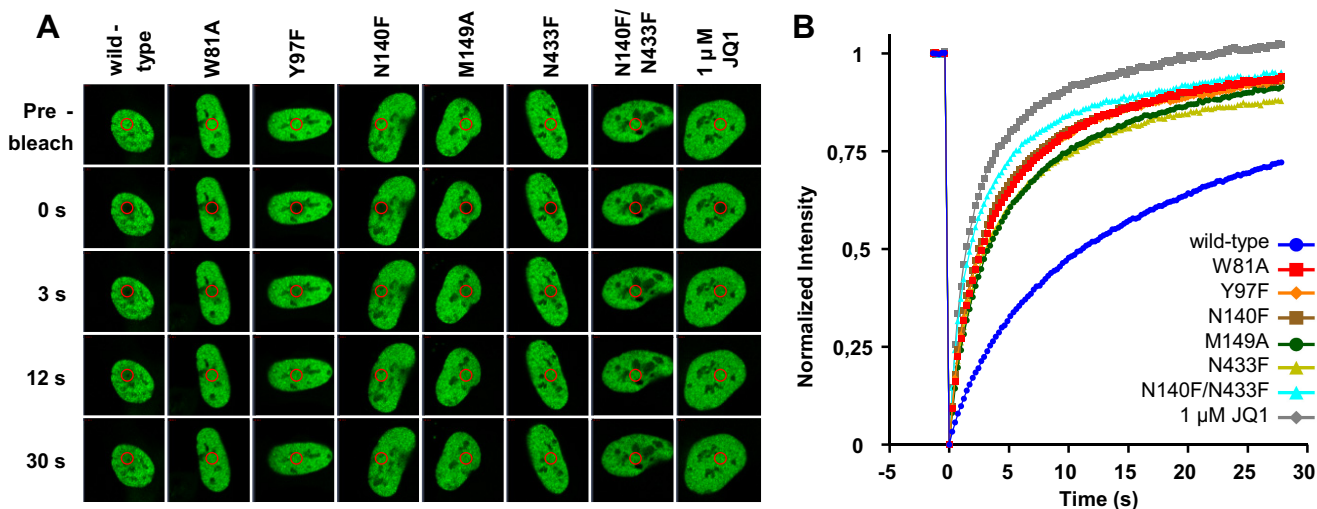 A
wild - type
W81A
Y97F
N140F
M149A
N433F
N140F/ N433F
1 µM JQ1
Pre - bleach
0 s
3 s
12 s
30 s
B
Normalized Intensity
1
0,75
0,5
0,25
0
-5
0
5
10
15
20
25
30
Time (s)
wild-type
W81A
Y97F
N140F
M149A
N433F
N140F/N433F
1 µM JQ1